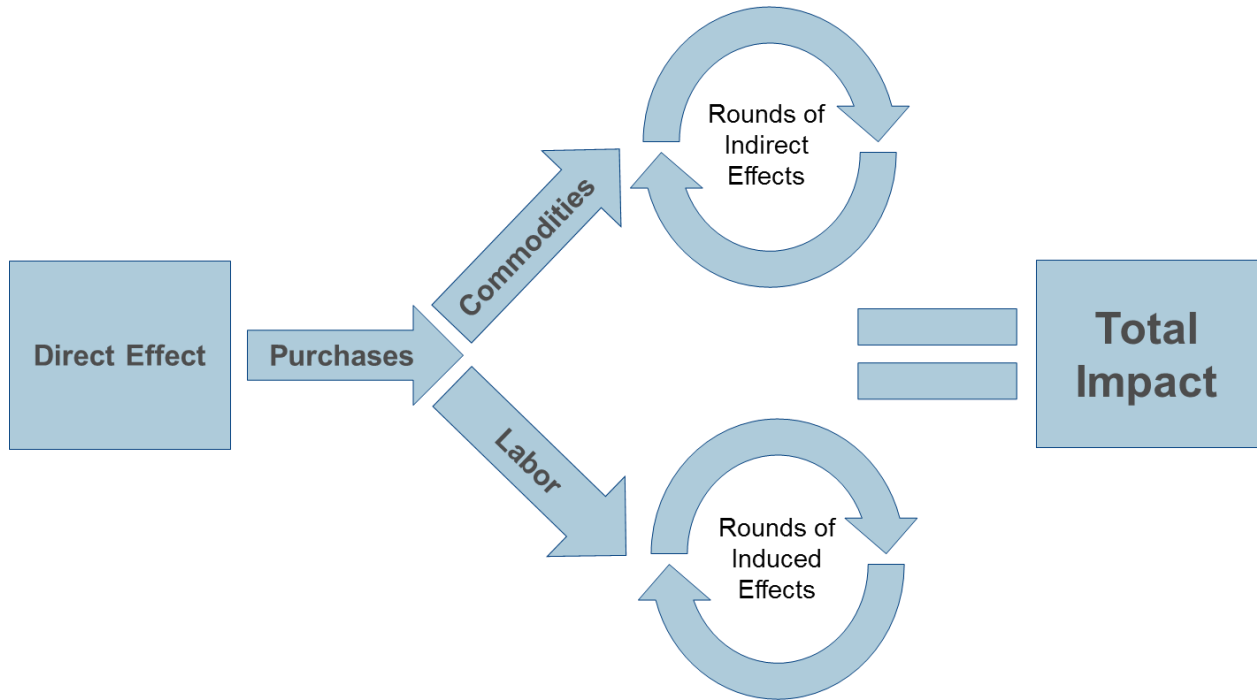 Direct Effect
Purchases
Commodities
Labor
Rounds of
Indirect
Effects
Rounds of
Induced
Effects
Total
Impact